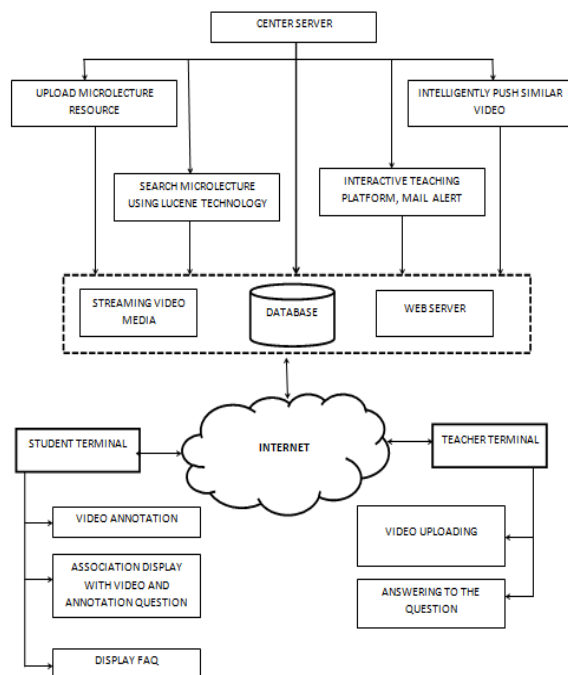 CENTER SERVER
UPLOAD MICROLECTURE
RESOURCE
INTELLIGENTLY PUSH SIMILAR
VIDEO
SEARCH MICROLECTURE
USING LUCENE TECHNOLOGY
INTERACTIVE TEACHING
PLATFORM, MAIL ALERT
STREAMING VIDEO
MEDIA
DATABASE
WEB SERVER
STUDENT TERMINAL
INTERNET
TEACHER TERMINAL
VIDEO ANNOTATION
ASSOCIATION DISPLAY
WITH VIDEO AND
ANNOTATION QUESTION
DISPLAY FAQ
VIDEO UPLOADING
ANSWERING TO THE
QUESTION